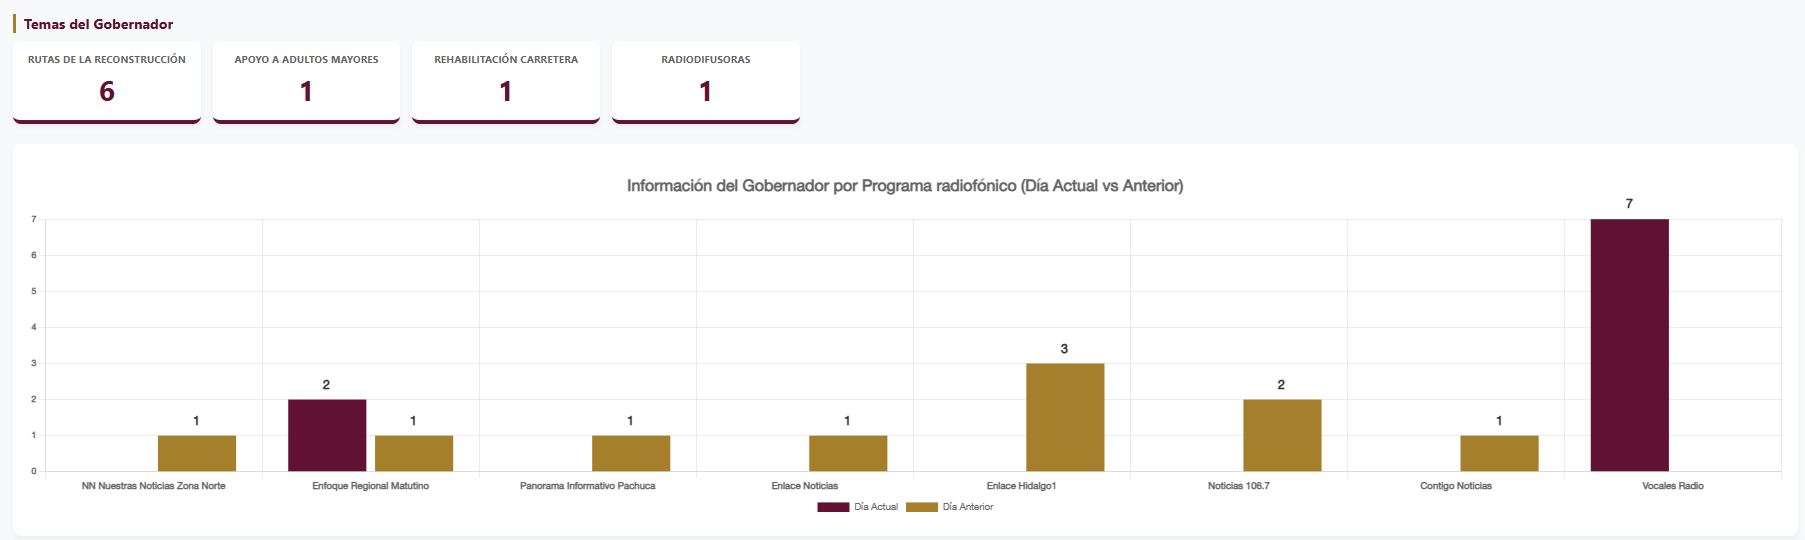 Temas del Gobernador
RUTAS DE LA RECONSTRUCCIÓN
6
APOYO A ADULTOS MAYORES
1
REHABILITACIÓN CARRETERA
1
RADIODIFUSORAS
1
Información del Gobernador por Programa radiofónico (Día Actual vs Anterior)
7
6
5
4
3
2
1
0
1
2
1
1
1
3
2
1
7
NN Nuestras Noticias Zona Norte
Enfoque Regional Matutino
Panorama Informativo Pachuca
Enlace Noticias
Enlace Hidalgo1
Noticias 106.7
Contigo Noticias
Vocales Radio
Día Actual
Día Anterior